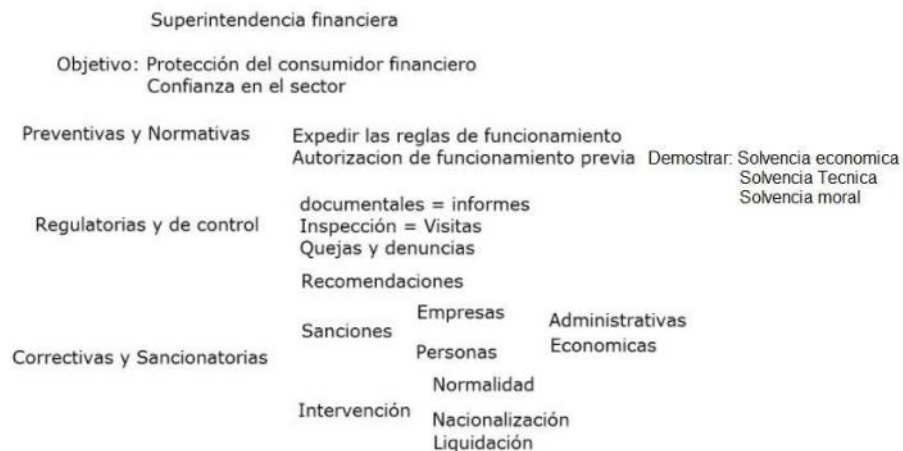 Superintendencia financiera
Objetivo: Protección del consumidor financiero
Confianza en el sector
Preventivas y Normativas
Expedir las reglas de funcionamiento
Autorizacion de funcionamiento previa
Demostrar: Solvencia economica
Solvencia Tecnica
Solvencia moral
Regulatorias y de control
documentales = informes
Inspección = Visitas
Quejas y denuncias
Correctivas y Sancionatorias
Recomendaciones
Sanciones
Empresas
Personas
Administrativas
Economicas
Intervención
Normalidad
Nacionalización
Liquidación